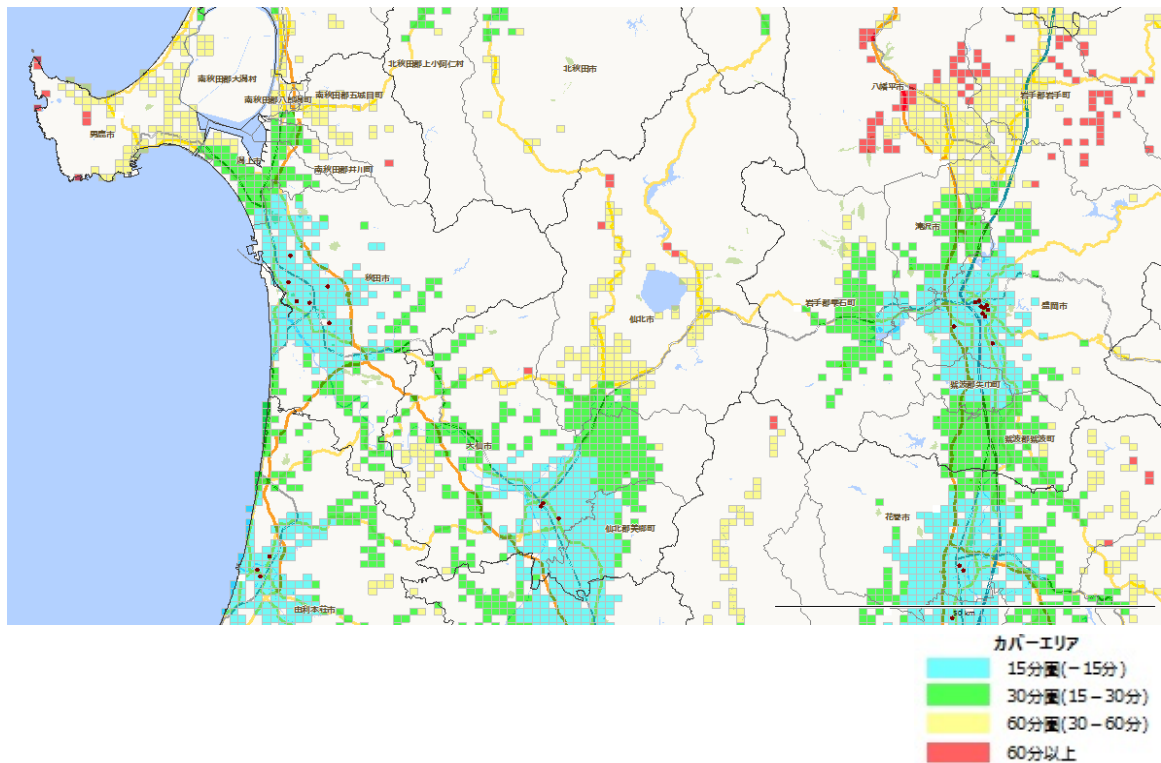 北秋田郡上小阿仁村
北秋田市
南秋田郡大潟村
八幡平市
南秋田郡八郎潟町
南秋田郡五城目町
岩手郡岩手町
男鹿市
潟上市
南秋田郡井川町
滝沢市
秋田市
岩手郡雫石町
盛岡市
仙北市
紫波郡矢巾町
大仙市
紫波郡紫波町
花巻市
仙北郡美郷町
由利本荘市
50 km
カバーエリア
15分圏(－15分)
30分圏(15－30分)
60分圏(30－60分)
60分以上